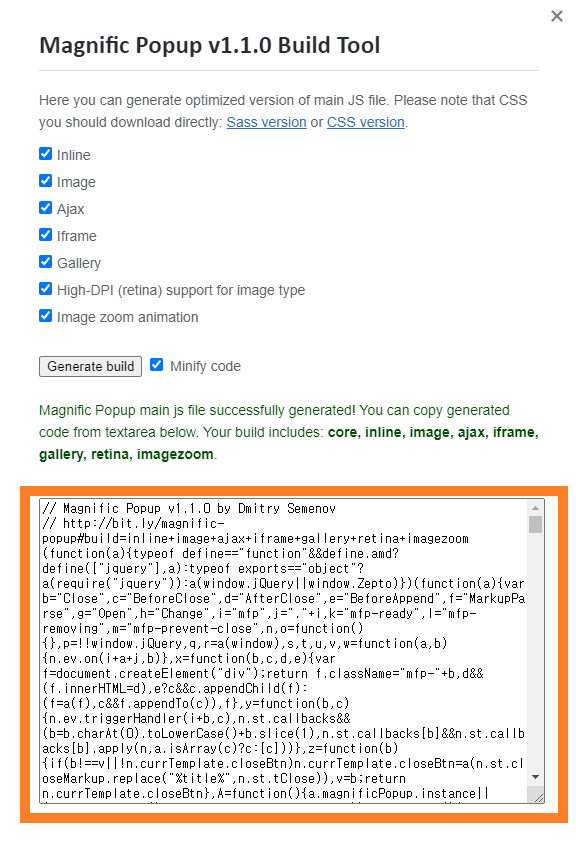 Magnific Popup v1.1.0 Build Tool
Here you can generate optimized version of main JS file. Please note that CSS
you should download directly: Sass version or CSS version.
Inline
Image
Ajax
Iframe
Gallery
High-DPI (retina) support for image type
Image zoom animation
Generate build Minify code
Magnific Popup main js file successfully generated! You can copy generated
code from textarea below. Your build includes: core, inline, image, ajax, iframe,
gallery, retina, imagezoom.
// Magnific Popup v1.1.0 by Dmitry Semenov
// http://bit.ly/magnific-
popup#build=inline+image+ajax+iframe+gallery+retina+imagezoom
(function(a){typeof define=="function"&&define.amd?
define(["jquery"],a):typeof exports=="object"?
a(require("jquery")):a(window.jQuery||window.Zepto)})(function(a){var
b="Close",c="BeforeClose",d="AfterClose",e="BeforeAppend",f="MarkupPa
rse",g="Open",h="Change",i="mfp",j="."+i,k="mfp-ready",l="mfp-
removing",m="mfp-prevent-close",n,o=function()
{},p=!!window.jQuery,q,r=a(window),s,t,u,v,w=function(a,b)
{n.ev.on(i+a+j,b)},x=function(b,c,d,e){var
f=document.createElement("div");return f.className="mfp-"+b,d&&
(f.innerHTML=d),e?c&&c.appendChild(f):
(f=a(f),c&&f.appendTo(c)),f},y=function(b,c)
{n.ev.triggerHandler(i+b,c),n.st.callbacks&&
(b=b.charAt(0).toLowerCase()+b.slice(1),n.st.callbacks[b]&&n.st.callb
acks[b].apply(n,a.isArray(c)?c:[c]))},z=function(b)
{if(b!==v||!n.currTemplate.closeBtn)n.currTemplate.closeBtn=a(n.st.cl
oseMarkup.replace("%title%",n.st.tClose)),v=b;return
n.currTemplate.closeBtn},A=function(){a.magnificPopup.instance||